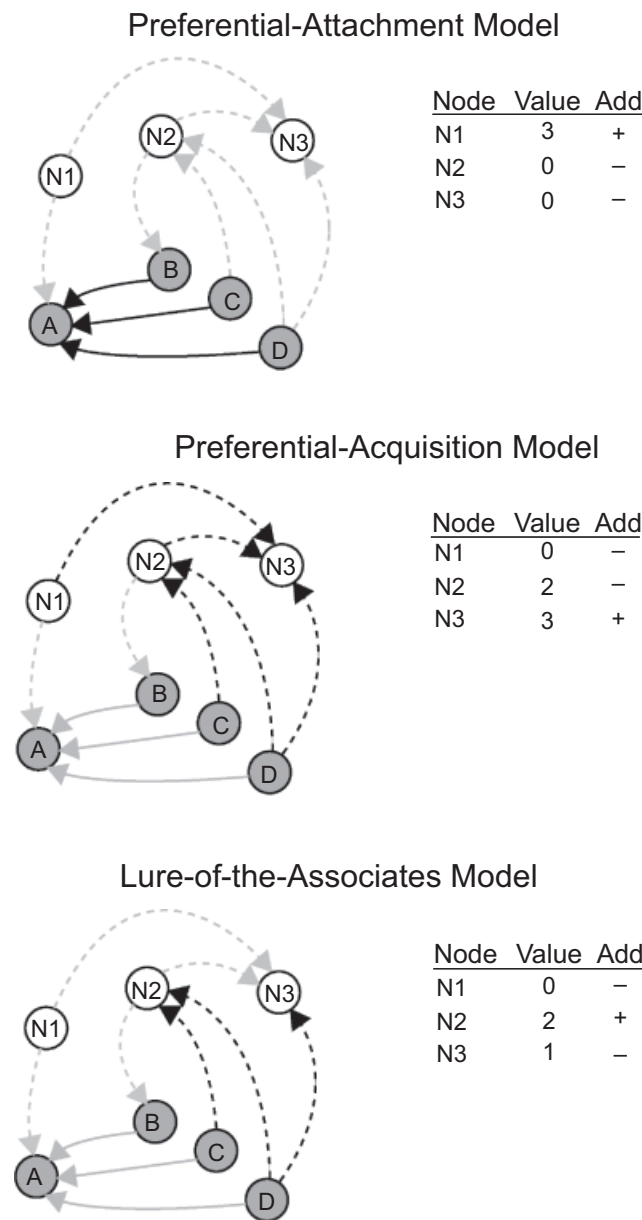 Preferential-Attachment Model
Node Value Add
N1 3 +
N2 0 –
N3 0 –
N2
N3
N1
B
C
A
D
Preferential-Acquisition Model
Node Value Add
N1 0 –
N2 2 –
N3 3 +
N2
N3
N1
B
C
A
D
Lure-of-the-Associates Model
Node Value Add
N1 0 –
N2 2 +
N3 1 –
N2
N3
N1
B
C
A
D